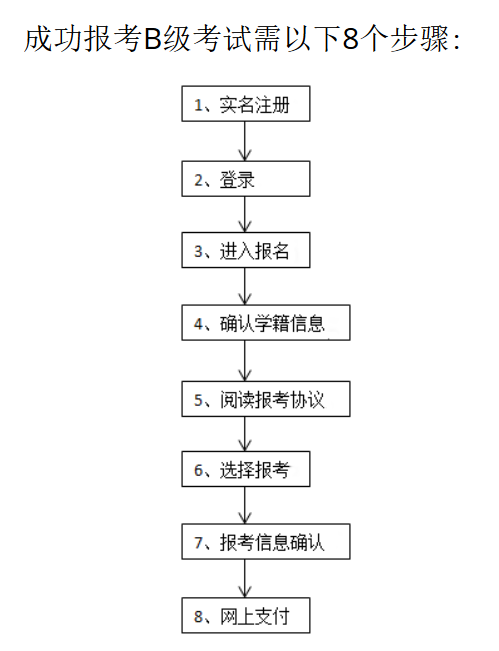 成功报考B级考试需以下8个步骤：
1、实名注册
2、登录
3、进入报名
4、确认学籍信息
5、阅读报考协议
6、选择报考
7、报考信息确认
8、网上支付